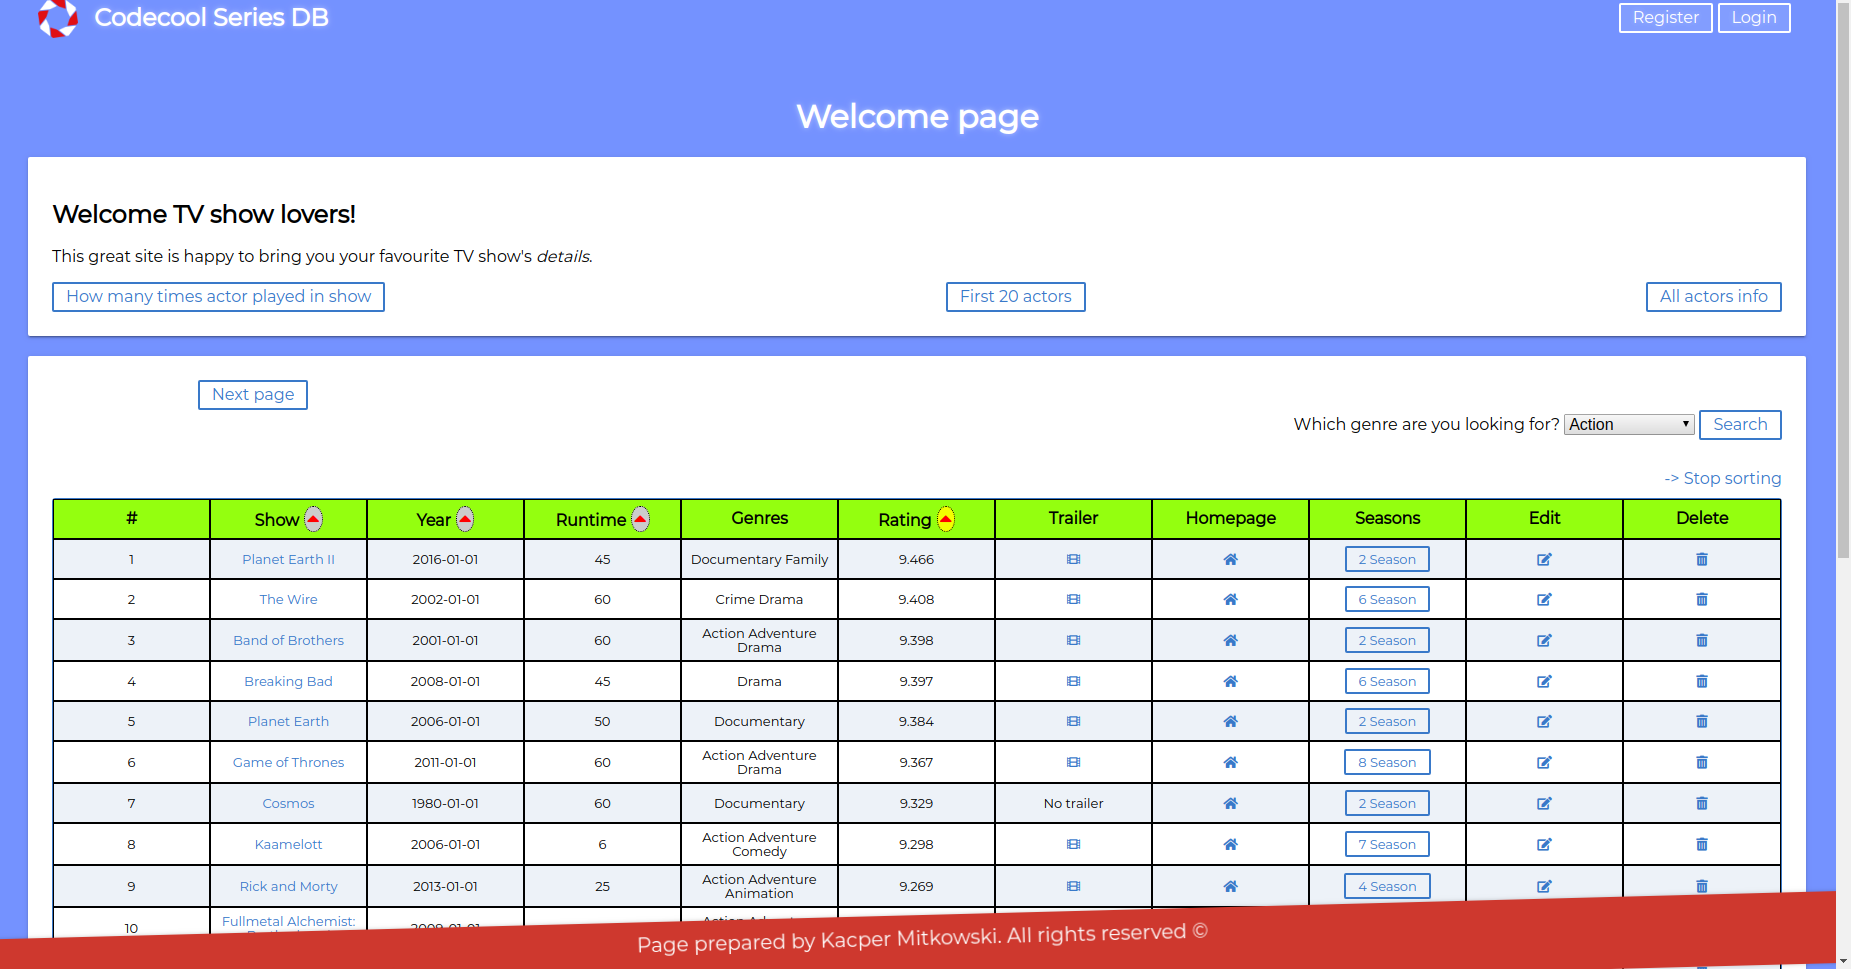 Codecool Series DB
Register
Login
Welcome page
Welcome TV show lovers!
This great site is happy to bring you your favourite TV show's details.
How many times actor played in show
First 20 actors
All actors info
Next page
Which genre are you looking for? Action Search
-> Stop sorting
# Show Year Runtime Genres Rating Trailer Homepage Seasons Edit Delete
1 Planet Earth II 2016-01-01 45 Documentary Family 9.466 2 Season
2 The Wire 2002-01-01 60 Crime Drama 9.408 6 Season
3 Band of Brothers 2001-01-01 60 Action Adventure Drama 9.398 2 Season
4 Breaking Bad 2008-01-01 45 Drama 9.397 6 Season
5 Planet Earth 2006-01-01 50 Documentary 9.384 2 Season
6 Game of Thrones 2011-01-01 60 Action Adventure Drama 9.367 8 Season
7 Cosmos 1980-01-01 60 Documentary 9.329 No trailer 2 Season
8 Kaamelott 2006-01-01 6 Action Adventure Comedy 9.298 7 Season
9 Rick and Morty 2013-01-01 25 Action Adventure Animation 9.269 4 Season
10 Fullmetal Alchemist:
Page prepared by Kacper Mitkowski. All rights reserved ©